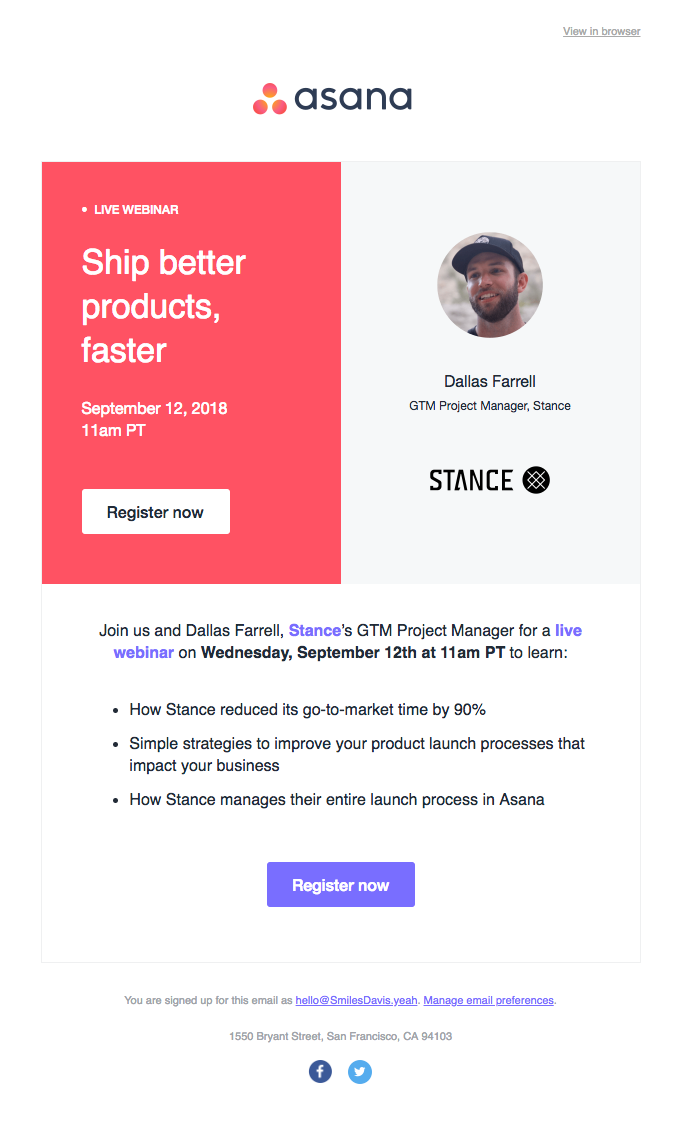 View in browser
asana
• LIVE WEBINAR
Ship better
products,
faster
September 12, 2018
11am PT
Register now
Dallas Farrell
GTM Project Manager, Stance
STANCE
Join us and Dallas Farrell, Stance's GTM Project Manager for a live
webinar on Wednesday, September 12th at 11am PT to learn:
• How Stance reduced its go-to-market time by 90%
• Simple strategies to improve your product launch processes that
impact your business
• How Stance manages their entire launch process in Asana
Register now
You are signed up for this email as hello@SmilesDavis.yeah. Manage email preferences.
1550 Bryant Street, San Francisco, CA 94103